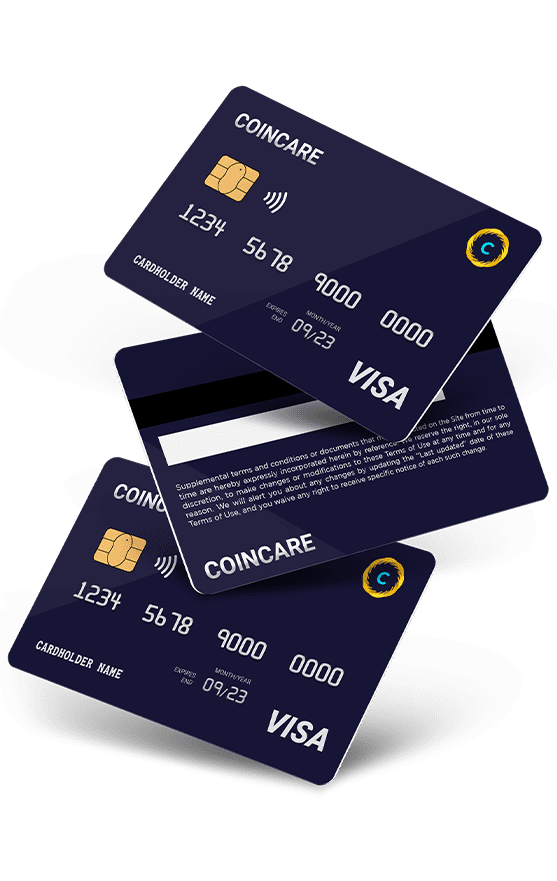 COINCARE
1234 5678 9000 0000
CARDHOLDER NAME
EXPIRES
END
MONTH/YEAR
09/23
VISA
C
Supplemental terms and conditions or documents that on the Site from time to
time are hereby expressly incorporated herein by reference. We reserve the right, in our sole
discretion, to make changes or modifications to these Terms of Use at any time and for any
reason. We will alert you about any changes by updating the “Last updated” date of these
Terms of Use, and you waive any right to receive specific notice of each such change.
COINCARE
COINC
1234 5678 9000 0000
CARDHOLDER NAME
EXPIRES
END
MONTH/YEAR
09/23
VISA
C